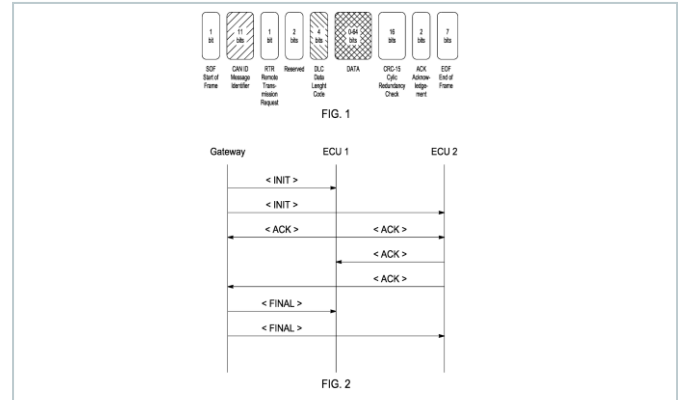 1 bit
11 bits
1 bit
2 bits
4 bits
0-64 bits
16 bits
2 bits
7 bits
SOF Start of Frame
CAN-ID Message Identifier
RTR Remote Trans- mission Request
Reserved
DLC Data Lenght Code
DATA
CRC-15 Cylic Redundancy Check
ACK Acknow- ledge- ment
EOF End of Frame
FIG. 1
Gateway ECU 1 ECU 2
< INIT >
< INIT >
< ACK > < ACK >
< ACK >
< ACK >
< FINAL >
< FINAL >
FIG. 2